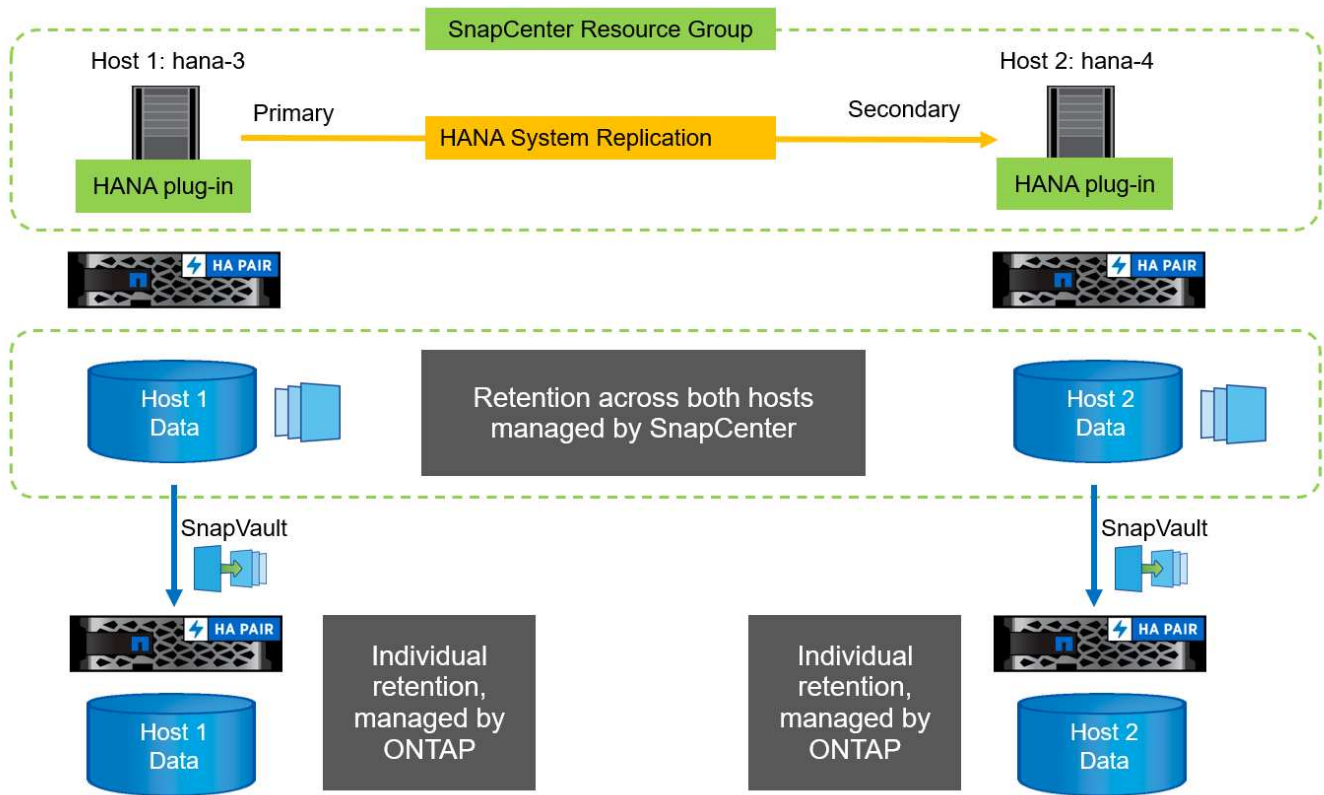 SnapCenter Resource Group
Host 1: hana-3
Host 2: hana-4
Primary
HANA System Replication
Secondary
HANA plug-in
HANA plug-in
HA PAIR
HA PAIR
Host 1
Data
Retention across both hosts
managed by SnapCenter
Host 2
Data
SnapVault
SnapVault
HA PAIR
HA PAIR
Individual
retention,
managed by
ONTAP
Individual
retention,
managed by
ONTAP
Host 1
Data
Host 2
Data